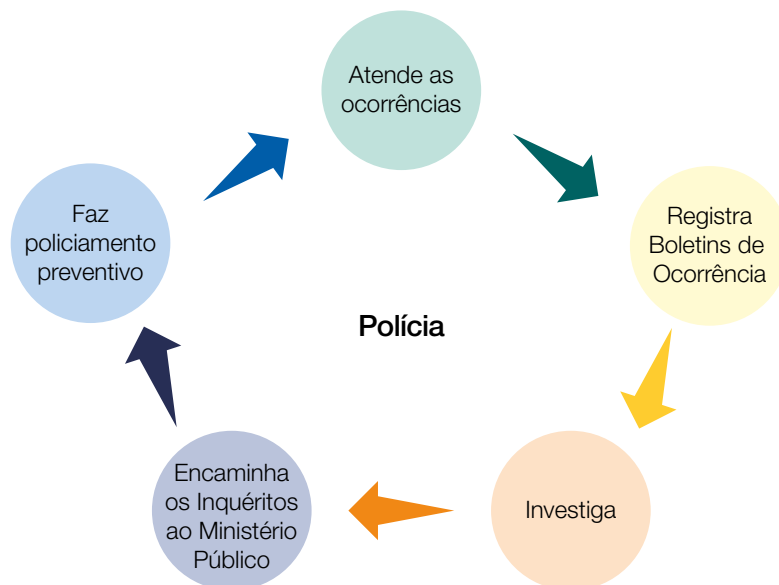 Atende as
ocorrências
Registra
Boletins de
Ocorrência
Investiga
Encaminha
os Inquéritos
ao Ministério
Público
Faz
policiamento
preventivo
Polícia